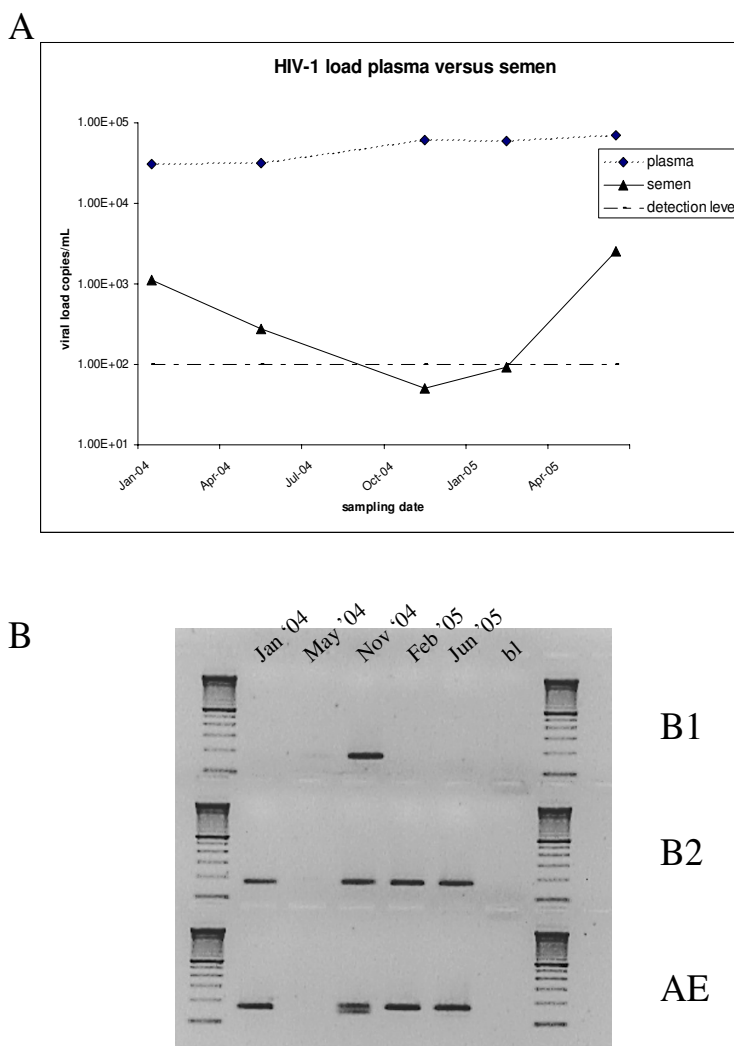 A
HIV-1 load plasma versus semen
viral load copies/mL
1.00E+05
1.00E+04
1.00E+03
1.00E+02
1.00E+01
plasma
semen
detection level
Jan-04
Apr-04
Jul-04
Oct-04
Jan-05
Apr-05
sampling date
B
Jan '04
May '04
Nov '04
Feb '05
Jun '05
bl
B1
B2
AE